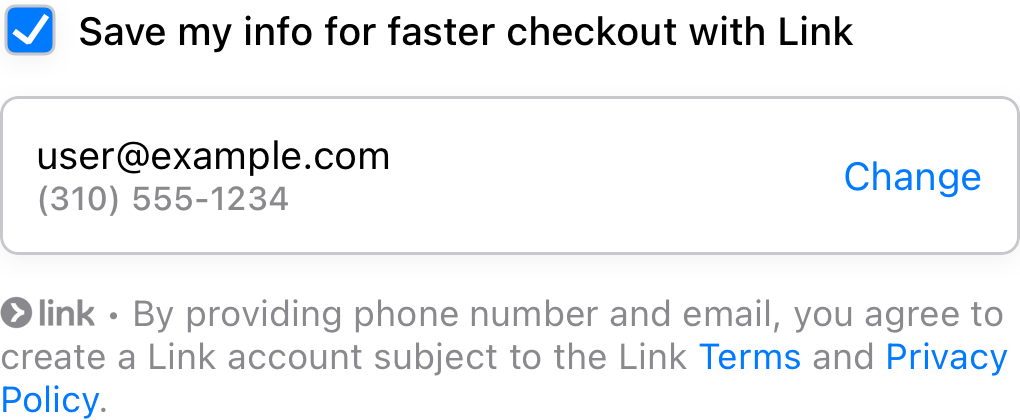 Save my info for faster checkout with Link
user@example.com
(310) 555-1234
Change
link • By providing phone number and email, you agree to
create a Link account subject to the Link Terms and Privacy
Policy.